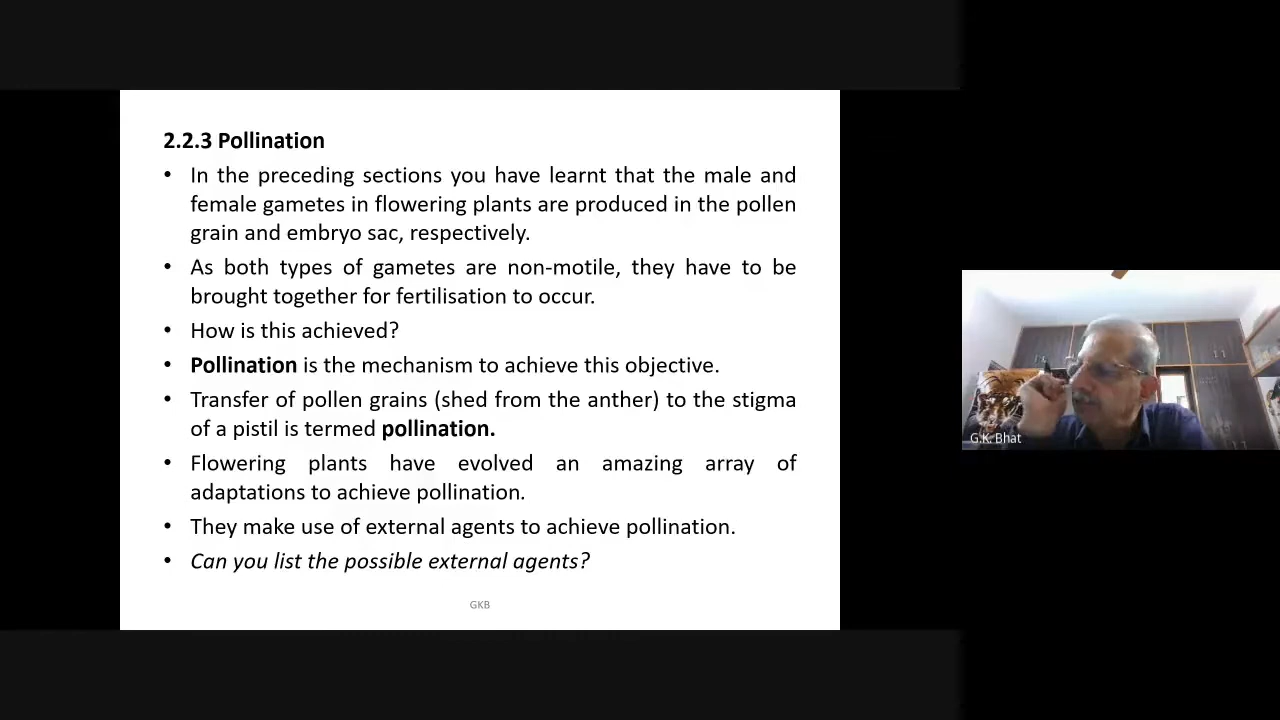 2.2.3 Pollination
• In the preceding sections you have learnt that the male and
female gametes in flowering plants are produced in the pollen
grain and embryo sac, respectively.
• As both types of gametes are non-motile, they have to be
brought together for fertilisation to occur.
• How is this achieved?
• Pollination is the mechanism to achieve this objective.
• Transfer of pollen grains (shed from the anther) to the stigma
of a pistil is termed pollination.
• Flowering plants have evolved an amazing array of
adaptations to achieve pollination.
• They make use of external agents to achieve pollination.
• Can you list the possible external agents?
GKB
G.K. Bhat